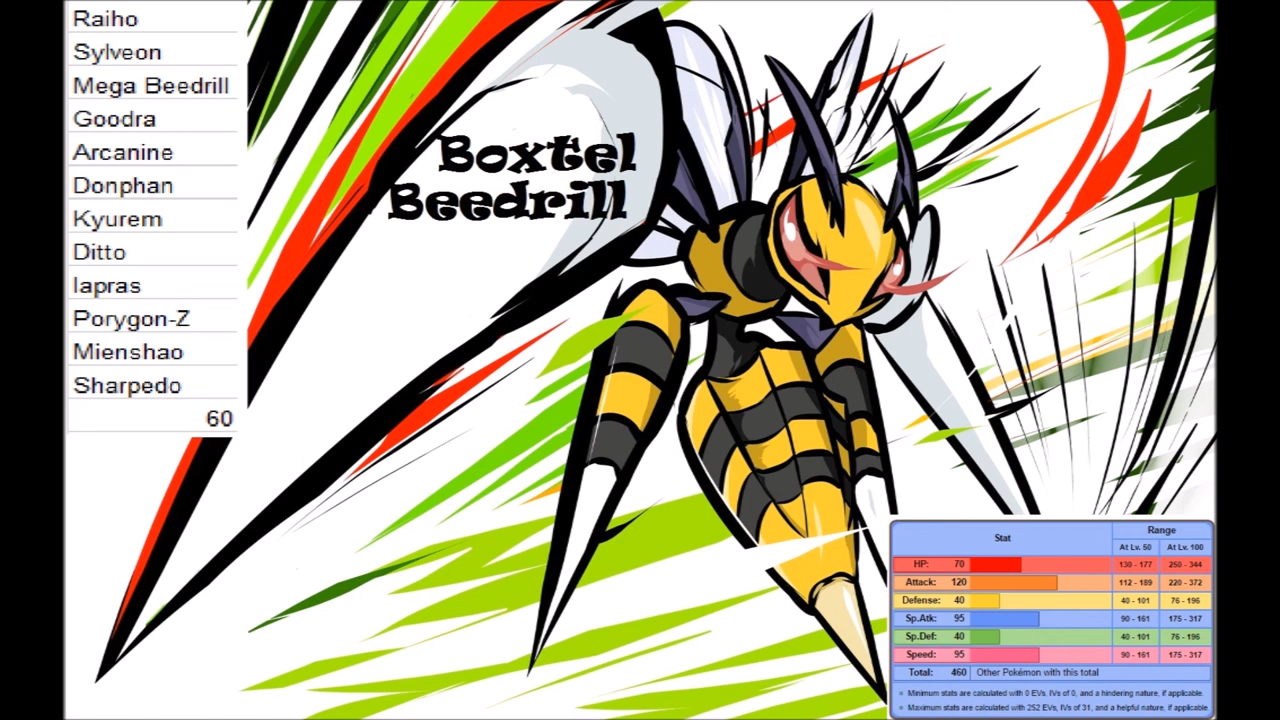 Raiho
Sylveon
Mega Beedrill
Goodra
Arcanine
Donphan
Kyurem
Ditto
lapras
Porygon-Z
Mienshao
Sharpedo
60
Boxtel
Beedrill
Stat Range
At Lv. 50 At Lv. 100
HP: 70 130 - 177 250 - 344
Attack: 120 112 - 189 220 - 372
Defense: 40 40 - 101 76 - 196
Sp.Atk: 95 90 - 161 175 - 317
Sp.Def: 40 40 - 101 76 - 196
Speed: 95 90 - 161 175 - 317
Total: 460 Other Pokémon with this total
Minimum stats are calculated with 0 EVs, IVs of 0, and a hindering nature, if applicable.
Maximum stats are calculated with 252 EVs, IVs of 31, and a helpful nature, if applicable.